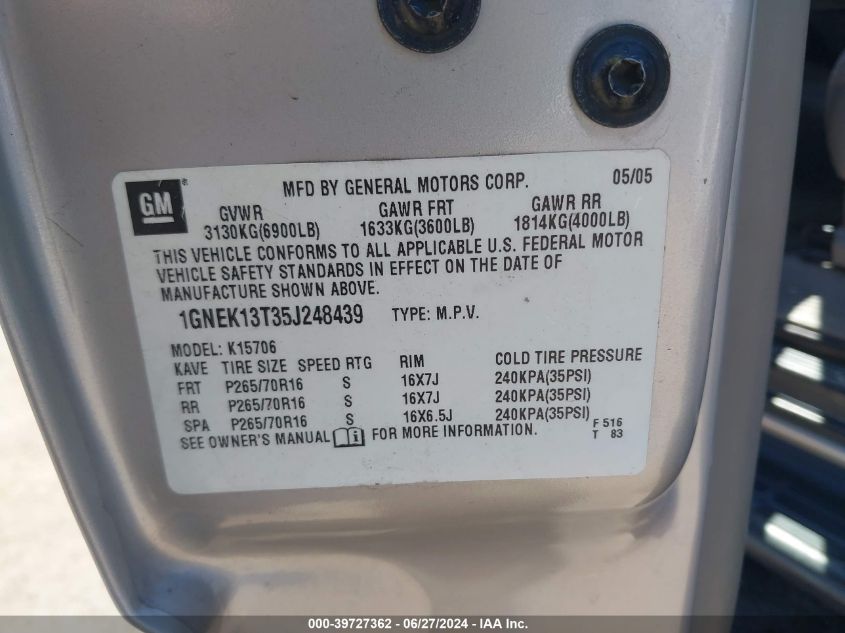 GM
MFD BY GENERAL MOTORS CORP. 05/05
GVWR GAWR FRT GAWR RR
3130KG(6900LB) 1633KG(3600LB) 1814KG(4000LB)
THIS VEHICLE CONFORMS TO ALL APPLICABLE U.S. FEDERAL MOTOR
VEHICLE SAFETY STANDARDS IN EFFECT ON THE DATE OF
MANUFACTURE SHOWN ABOVE.
1GNEK13T35J248439 TYPE: M.P.V.
MODEL: K15706
KAVE TIRE SIZE SPEED RTG RIM COLD TIRE PRESSURE
FRT P265/70R16 S 16X7J 240KPA(35PSI)
RR P265/70R16 S 16X7J 240KPA(35PSI)
SPA P265/70R16 S 16X6.5J 240KPA(35PSI)
SEE OWNER'S MANUAL FOR MORE INFORMATION. F 516
T 83
000-39727362 - 06/27/2024 - IAA Inc.